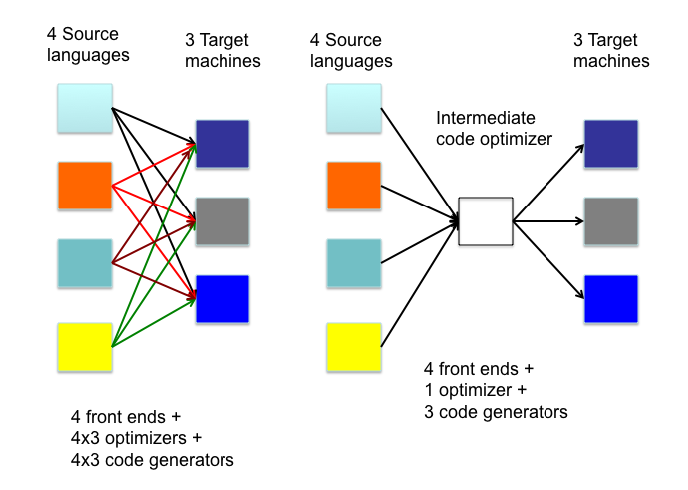 4 Source
languages
3 Target
machines
4 front ends +
4x3 optimizers +
4x3 code generators
4 Source
languages
3 Target
machines
Intermediate
code optimizer
4 front ends +
1 optimizer +
3 code generators